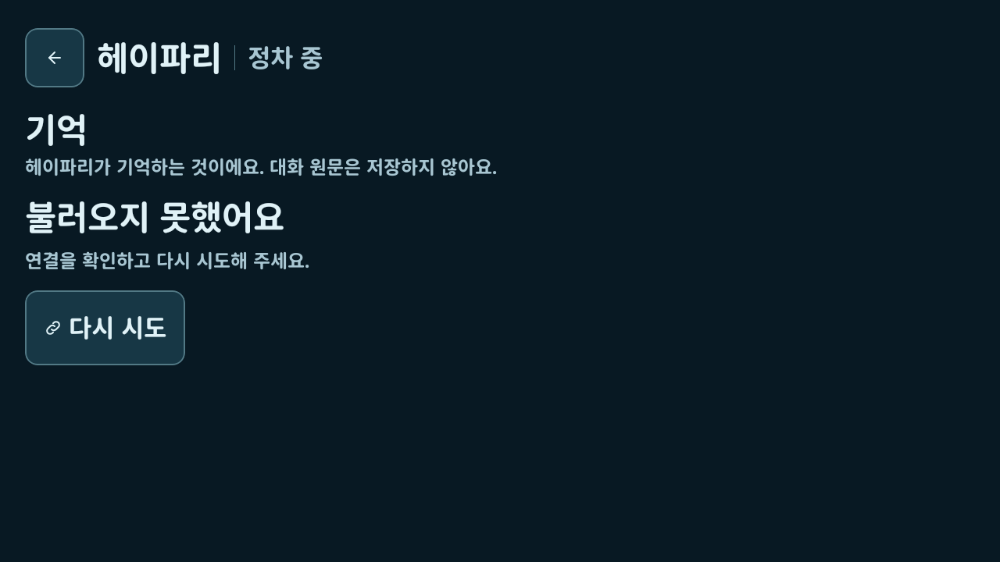 헤이파리 정차 중
기억
헤이파리가 기억하는 것이에요. 대화 원문은 저장하지 않아요.
불러오지 못했어요
연결을 확인하고 다시 시도해 주세요.
다시 시도